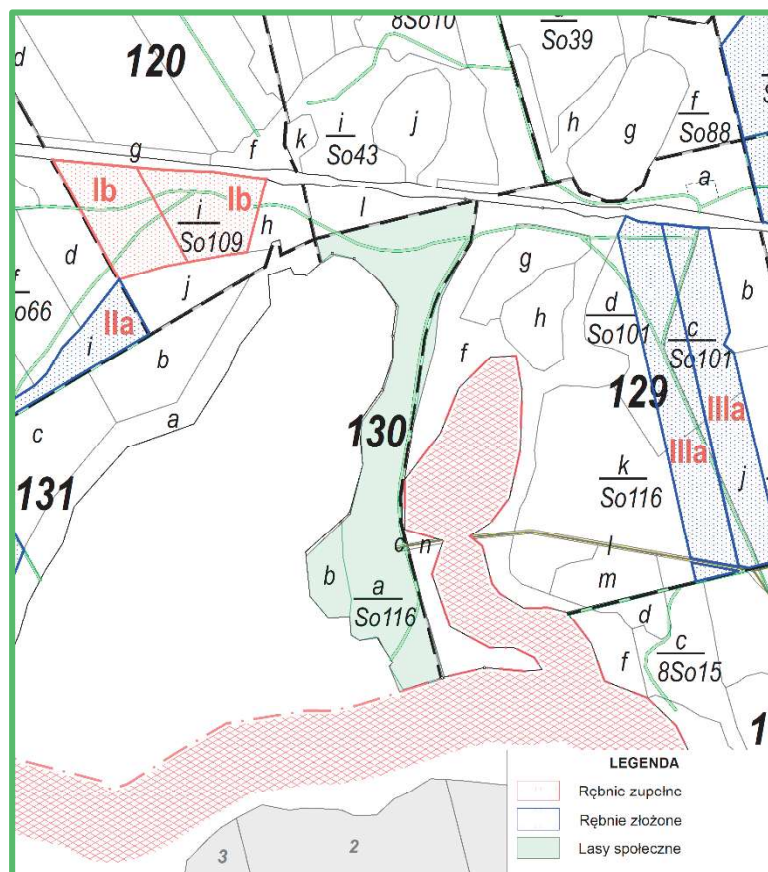 8So10
d
So39
120
d
k
i
So43
j
h
g
f
So88
g
f
a
Ib
Ib
i
So109
h
l
d
j
f
o66
IIa
i
b
g
h
f
d
So101
b
c
So101
129
IIIa
IIIa
a
c
130
131
k
So116
j
c
n
l
b
a
So116
m
d
c
8So15
f
1
LEGENDA
Rębnie zupełne
Rębnie złożone
Lasy społeczne
3
2